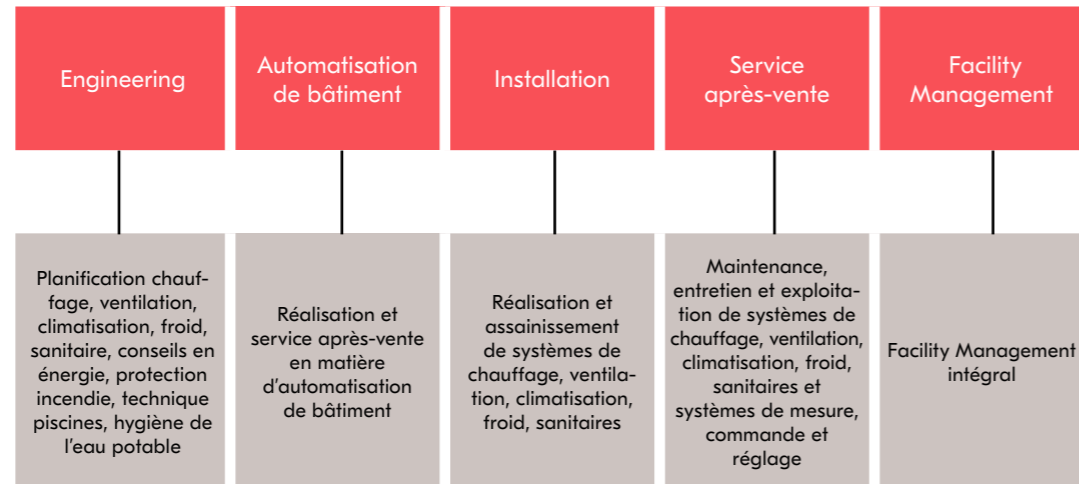 Engineering
Automatisation
de bâtiment
Installation
Service
après-vente
Facility
Management
Planification chauf-
fage, ventilation,
climatisation, froid,
sanitaire, conseils en
énergie, protection
incendie, technique
piscines, hygiène de
l’eau potable
Réalisation et
service après-vente
en matière
d’automatisation
de bâtiment
Réalisation et
assainissement
de systèmes de
chauffage, ventila-
tion, climatisation,
froid, sanitaires
Maintenance,
entretien et exploita-
tion de systèmes de
chauffage, ventilation,
climatisation, froid,
sanitaires et
systèmes de mesure,
commande et
réglage
Facility Management
intégral